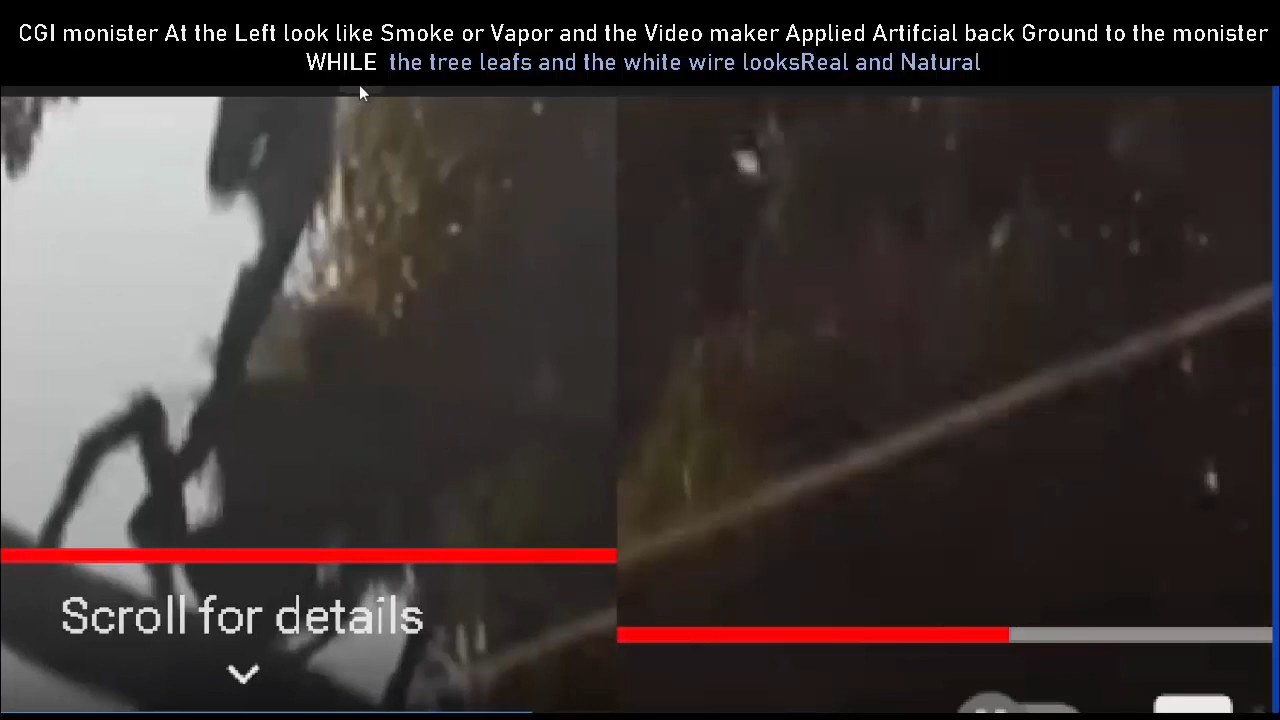 CGI monister At the Left look like Smoke or Vapor and the Video maker Applied Artifcial back Ground to the monister
WHILE the tree leafs and the white wire looksReal and Natural
Scroll for details